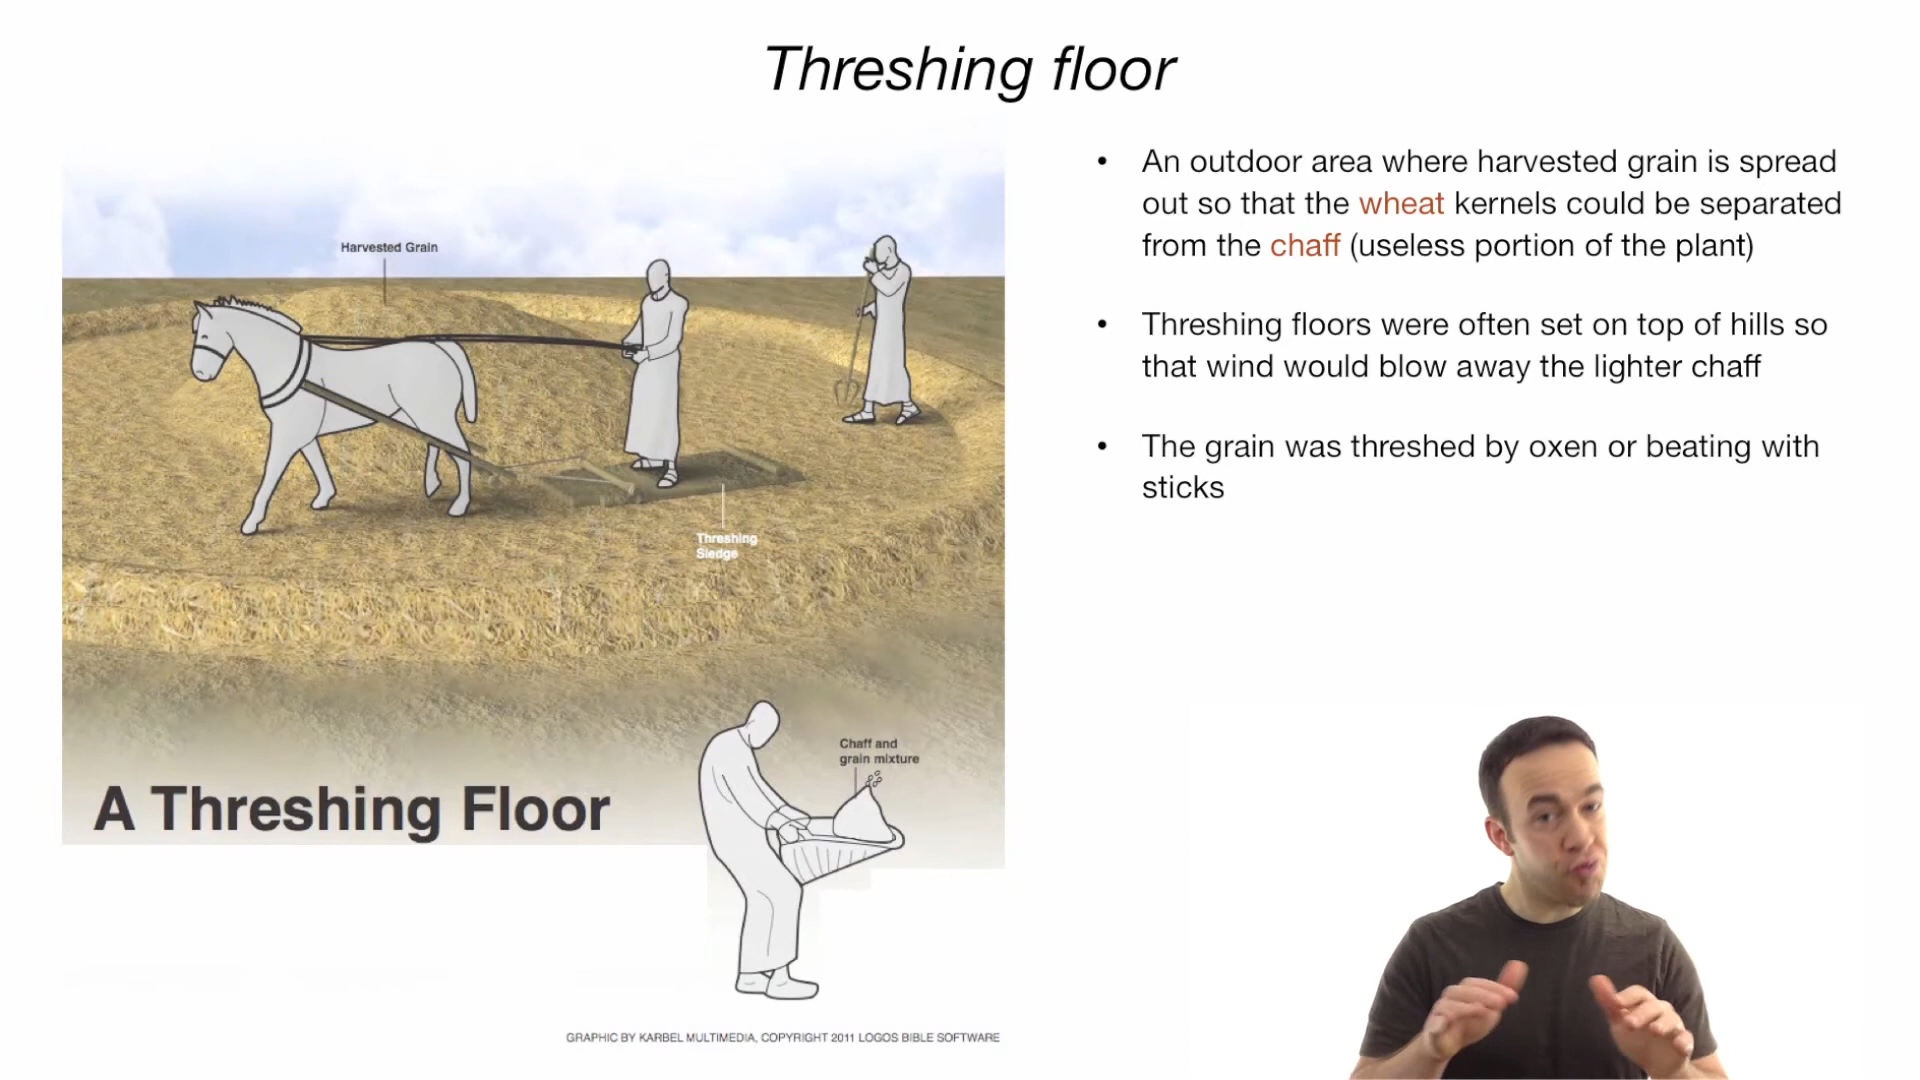 Threshing floor
Harvested Grain
Threshing
Sledge
Chaff and
grain mixture
A Threshing Floor
GRAPHIC BY KARBEL MULTIMEDIA, COPYRIGHT 2011 LOGOS BIBLE SOFTWARE
• An outdoor area where harvested grain is spread
out so that the wheat kernels could be separated
from the chaff (useless portion of the plant)
• Threshing floors were often set on top of hills so
that wind would blow away the lighter chaff
• The grain was threshed by oxen or beating with
sticks